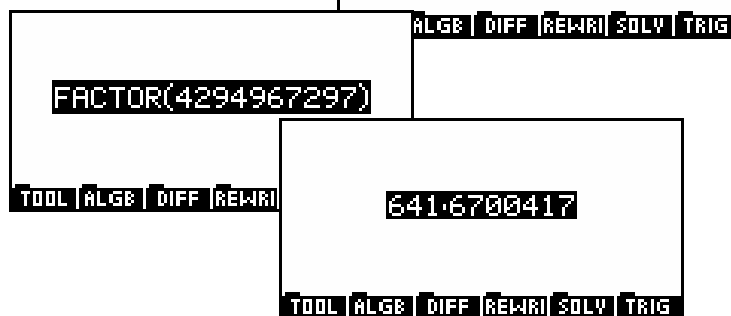 ALGB DIFF REWRI SOLV TRIG
FACTOR(4294967297)
TOOL ALGB DIFF REWRI
641·6700417
TOOL ALGB DIFF REWRI SOLV TRIG